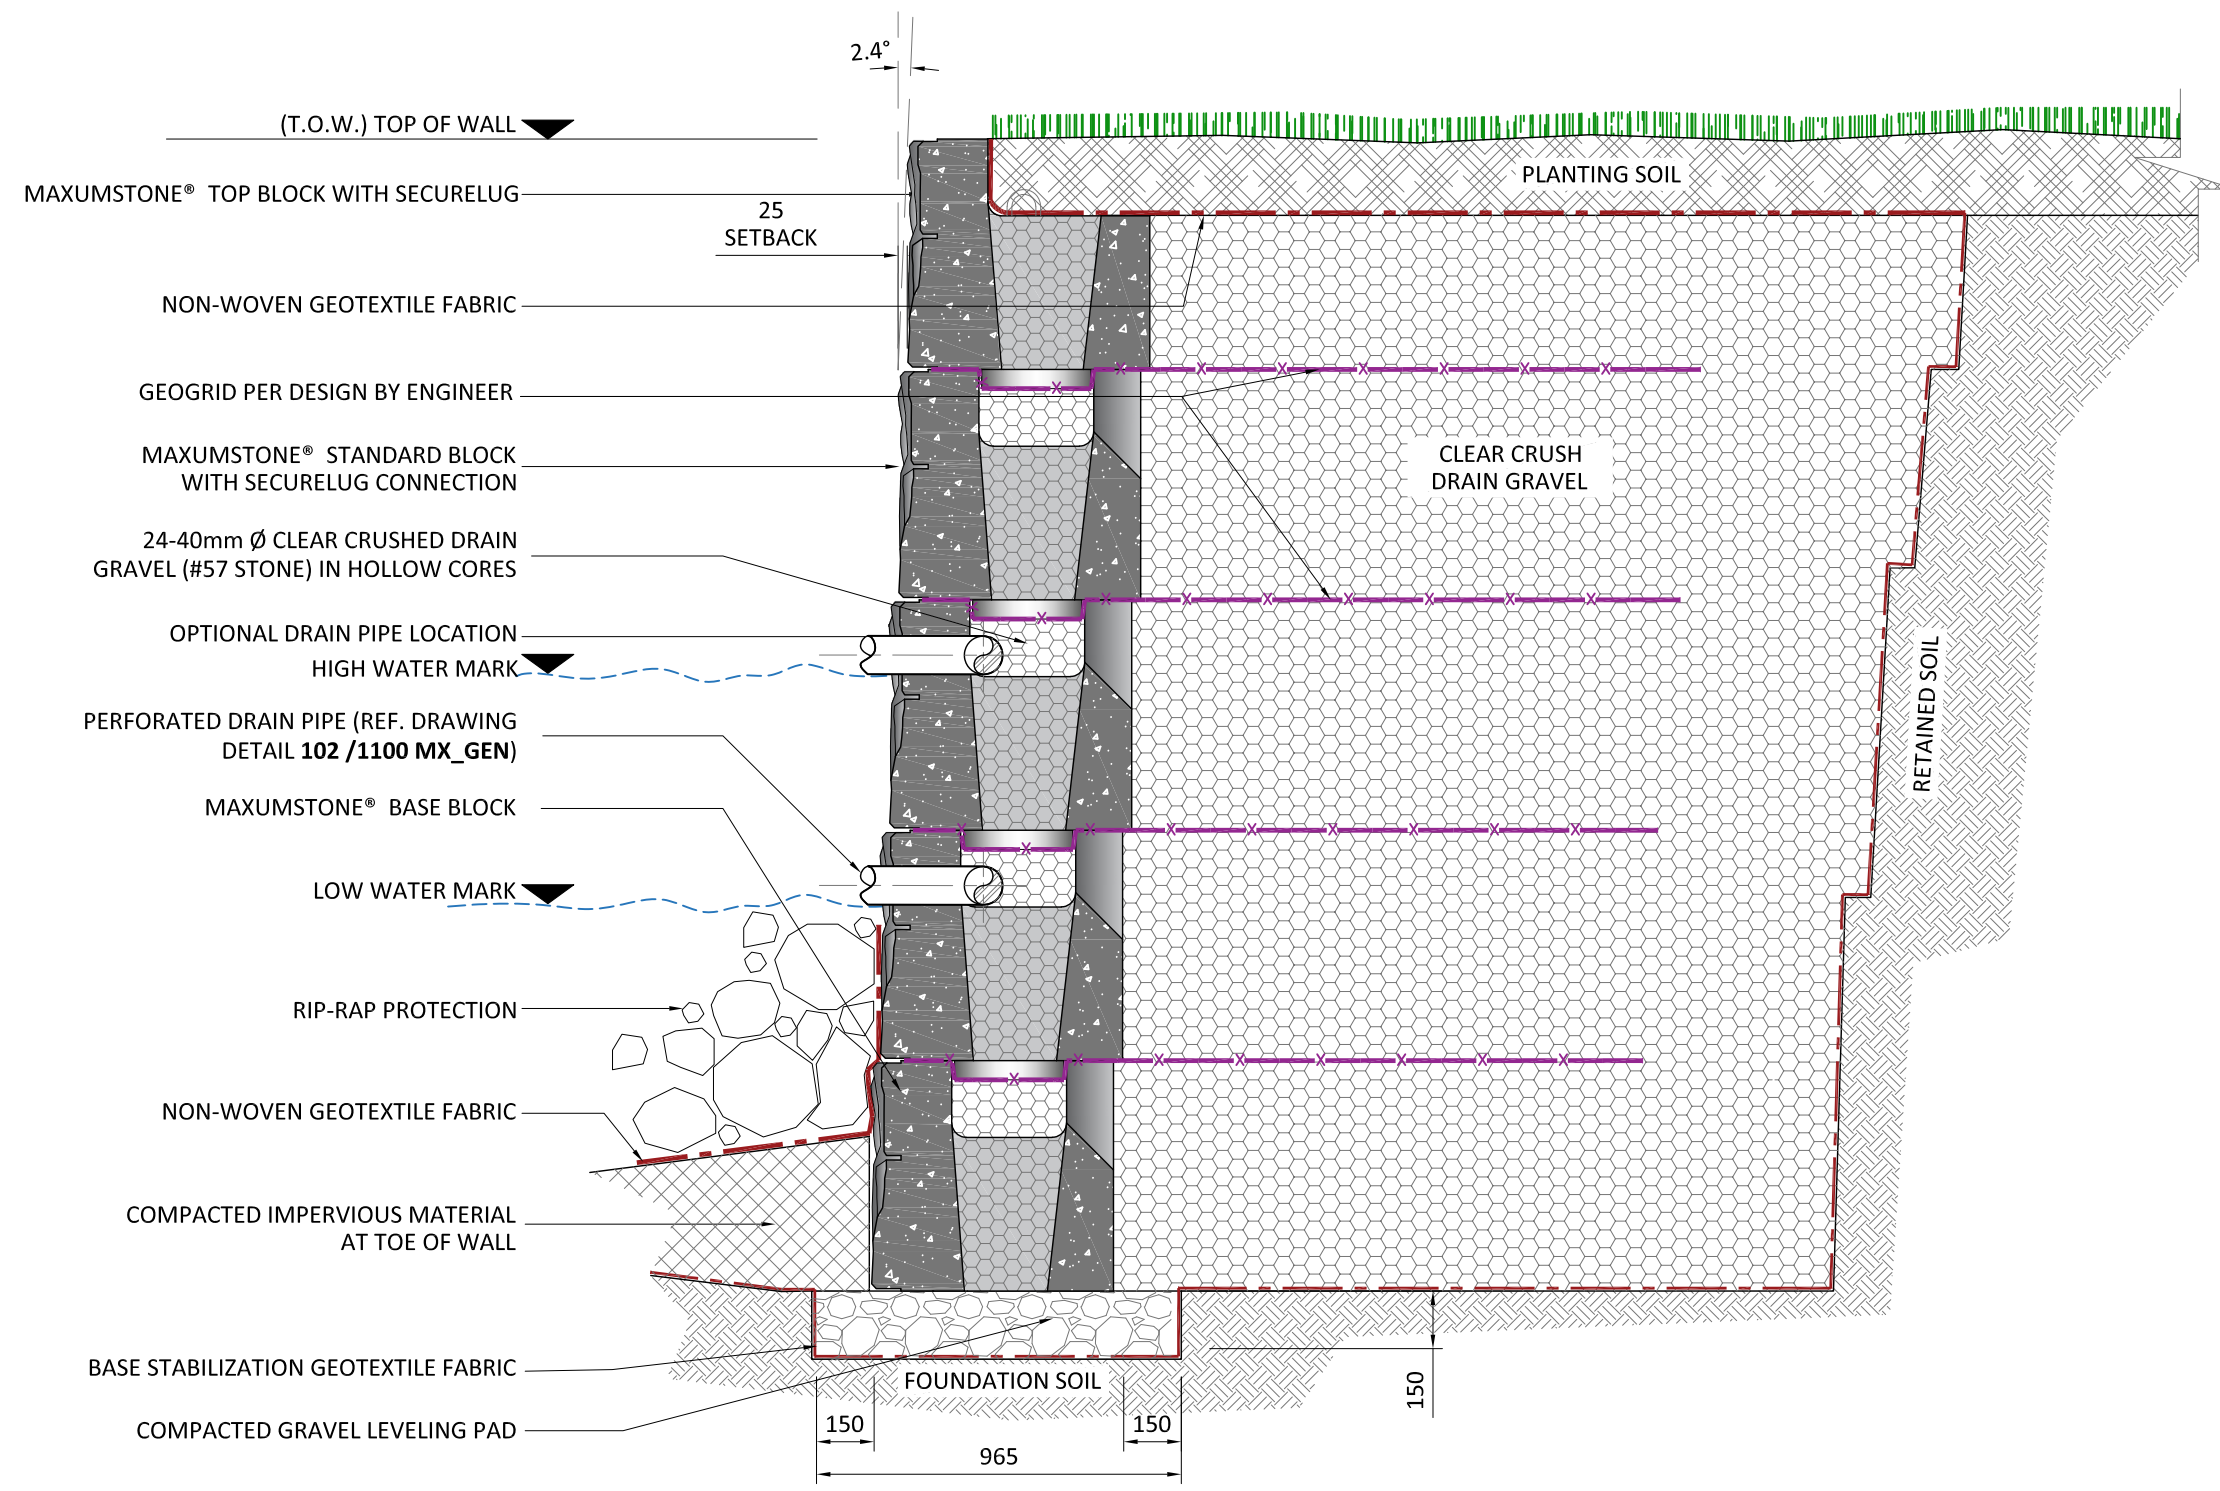 2.4°
(T.O.W.) TOP OF WALL
MAXUMSTONE® TOP BLOCK WITH SECURELUG
25
SETBACK
PLANTING SOIL
NON-WOVEN GEOTEXTILE FABRIC
GEOGRID PER DESIGN BY ENGINEER
MAXUMSTONE® STANDARD BLOCK
WITH SECURELUG CONNECTION
CLEAR CRUSH
DRAIN GRAVEL
24-40mm Ø CLEAR CRUSHED DRAIN
GRAVEL (#57 STONE) IN HOLLOW CORES
OPTIONAL DRAIN PIPE LOCATION
HIGH WATER MARK
RETAINED SOIL
PERFORATED DRAIN PIPE (REF. DRAWING
DETAIL 102 /1100 MX_GEN)
MAXUMSTONE® BASE BLOCK
LOW WATER MARK
RIP-RAP PROTECTION
NON-WOVEN GEOTEXTILE FABRIC
COMPACTED IMPERVIOUS MATERIAL
AT TOE OF WALL
BASE STABILIZATION GEOTEXTILE FABRIC
FOUNDATION SOIL
150
COMPACTED GRAVEL LEVELING PAD
150
150
965